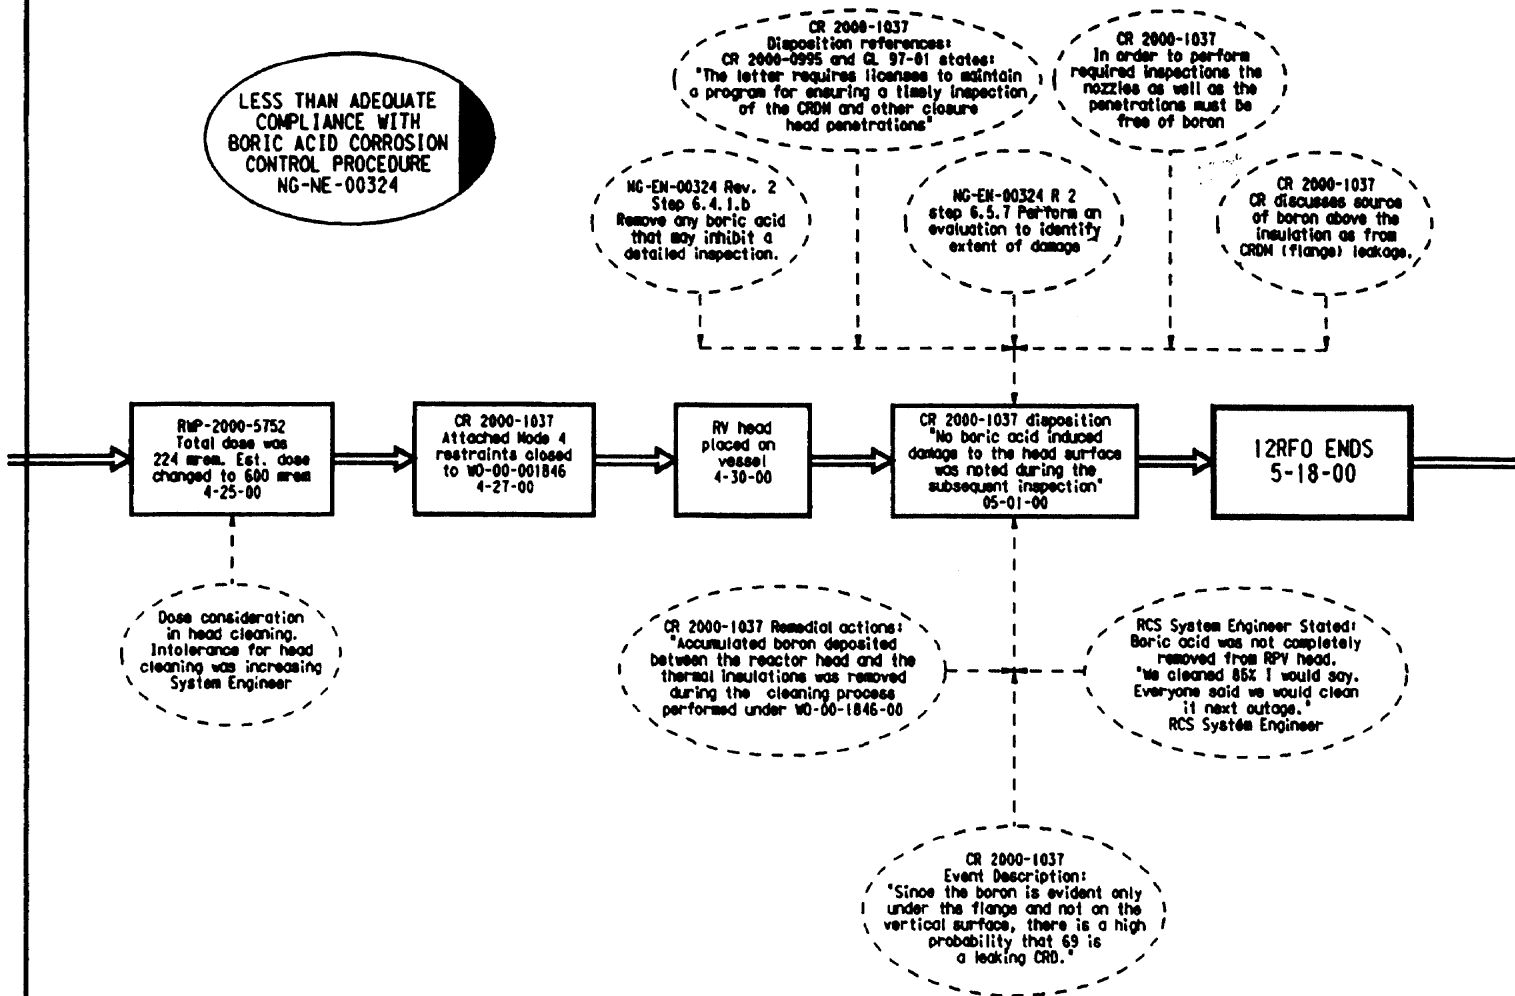 LESS THAN ADEQUATE
COMPLIANCE WITH
BORIC ACID CORROSION
CONTROL PROCEDURE
NG-NE-00324
CR 2000-1037
Disposition references:
CR 2000-0995 and GL 97-01 states:
"The letter requires licenses to maintain
a program for ensuring a timely inspection
of the CRDM and other closure
head penetrations"
CR 2000-1037
In order to perform
required inspections the
nozzles as well as the
penetrations must be
free of boron
NG-EN-00324 Rev. 2
Step 6.4.1.b
Remove any boric acid
that may inhibit a
detailed inspection.
NG-EN-00324 R 2
step 6.5.7 Perform an
evaluation to identify
extent of damage
CR 2000-1037
CR discusses source
of boron above the
insulation as from
CRDM (flange) leakage.
RWP-2000-5752
Total dose was
224 mrem. Est. dose
changed to 600 mrem
4-25-00
CR 2000-1037
Attached Mode 4
restraints closed
to WO-00-001846
4-27-00
RV head
placed on
vessel
4-30-00
CR 2000-1037 disposition
"No boric acid induced
damage to the head surface
was noted during the
subsequent inspection"
05-01-00
12RFO ENDS
5-18-00
Dose consideration
in head cleaning.
Intolerance for head
cleaning was increasing
System Engineer
CR 2000-1037 Remedial actions:
"Accumulated boron deposited
between the reactor head and the
thermal insulations was removed
during the cleaning process
performed under WO-00-1846-00
RCS System Engineer Stated:
Boric acid was not completely
removed from RPV head.
"We cleaned 85% I would say.
Everyone said we would clean
it next outage."
RCS System Engineer
CR 2000-1037
Event Description:
"Since the boron is evident only
under the flange and not on the
vertical surface, there is a high
probability that 69 is
a leaking CRD."